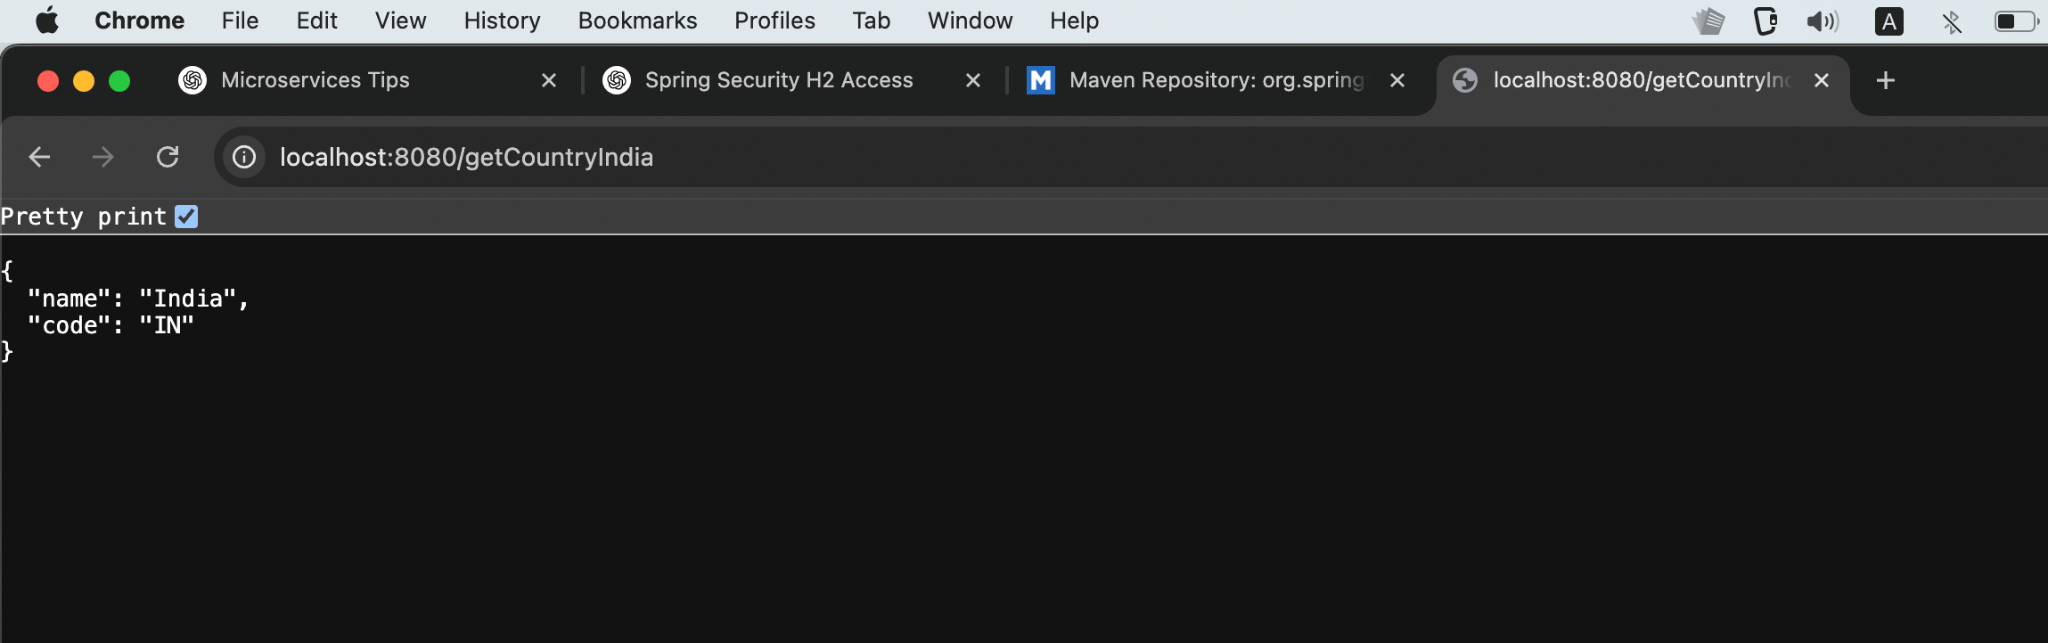 Chrome File Edit View History Bookmarks Profiles Tab Window Help A
Microservices Tips Spring Security H2 Access M Maven Repository: org.spring localhost:8080/getCountryInd
localhost:8080/getCountryIndia
Pretty print
{
  "name": "India",
  "code": "IN"
}